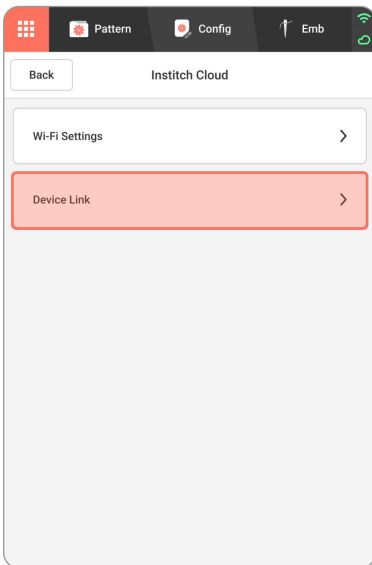 Pattern Config Emb
Back Institch Cloud
Wi-Fi Settings
Device Link